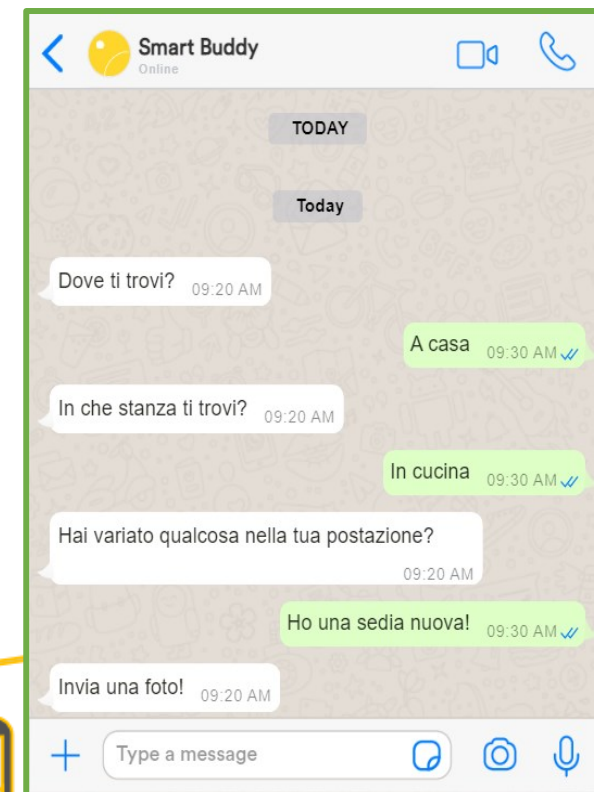 Smart Buddy
Online
TODAY
Today
Dove ti trovi? 09:20 AM
A casa 09:30 AM
In che stanza ti trovi? 09:20 AM
In cucina 09:30 AM
Hai variato qualcosa nella tua postazione?
09:20 AM
Ho una sedia nuova! 09:30 AM
Invia una foto! 09:20 AM
Type a message